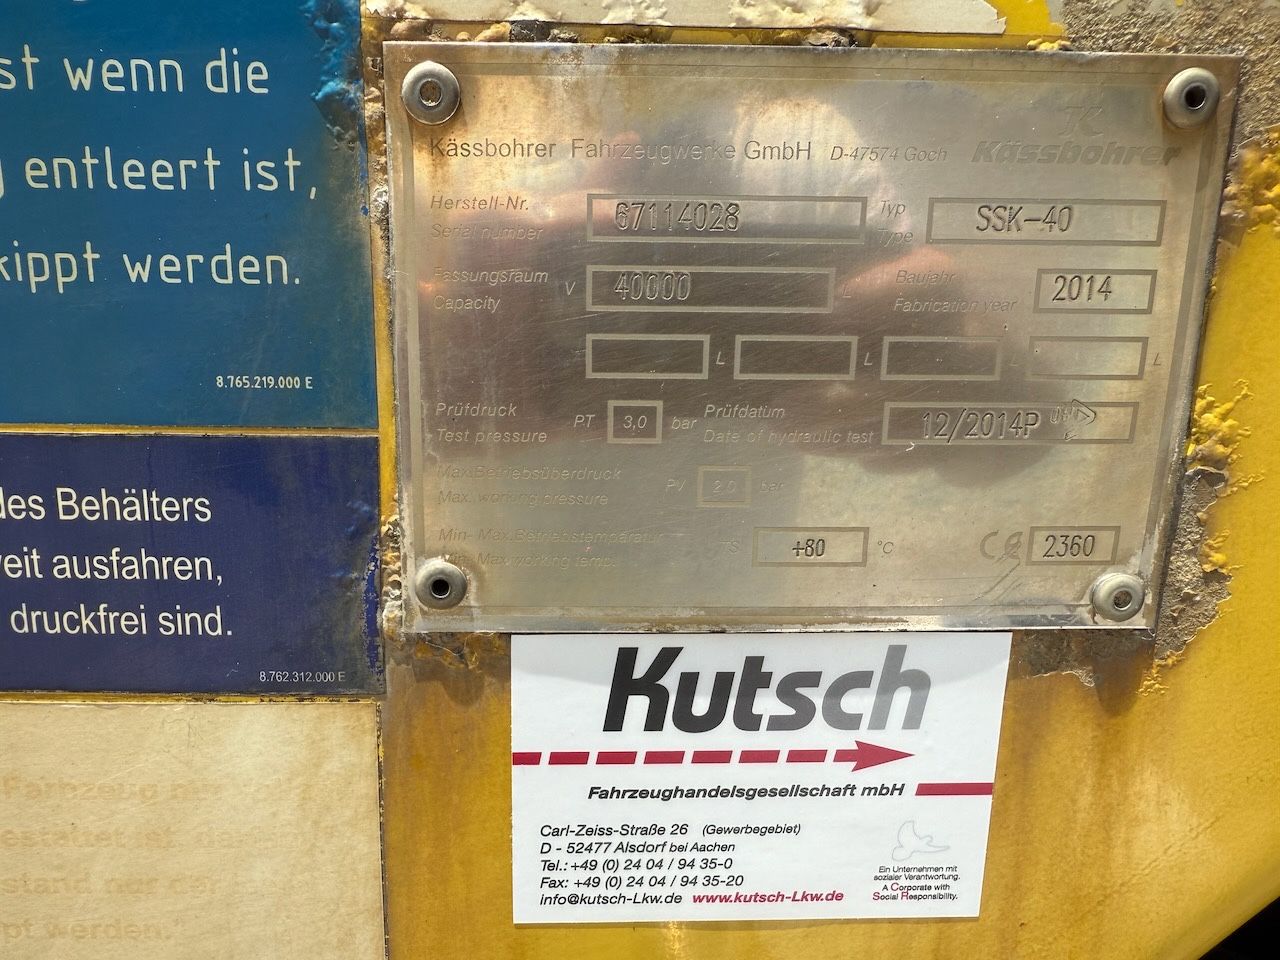 st wenn die
entleert ist,
kippt werden.
8.765.219.000 E
des Behälters
weit ausfahren,
druckfrei sind.
8.762.312.000 E
Kässbohrer Fahrzeugwerke GmbH D-47574 Goch Kässbohrer
Herstell-Nr. 67114028 Typ SSK-40
Serial number Type
Fassungsraum V 40000 L Baujahr 2014
Capacity Fabrication year
L L L
Prüfdruck PT 3,0 bar Prüfdatum 12/2014P
Test pressure Date of hydraulic test
Max.Betriebsüberdruck PV 2,0 bar
Max. working pressure
Min- Max.Betriebstemperatur TS +80 °C CE 2360
Min- Max.working temp.
Kutsch
Fahrzeughandelsgesellschaft mbH
Carl-Zeiss-Straße 26 (Gewerbegebiet)
D - 52477 Alsdorf bei Aachen
Tel.: +49 (0) 24 04 / 94 35-0
Fax: +49 (0) 24 04 / 94 35-20
info@kutsch-Lkw.de www.kutsch-Lkw.de
Ein Unternehmen mit
sozialer Verantwortung.
A Corporate with
Social Responsibility.
pt werden.